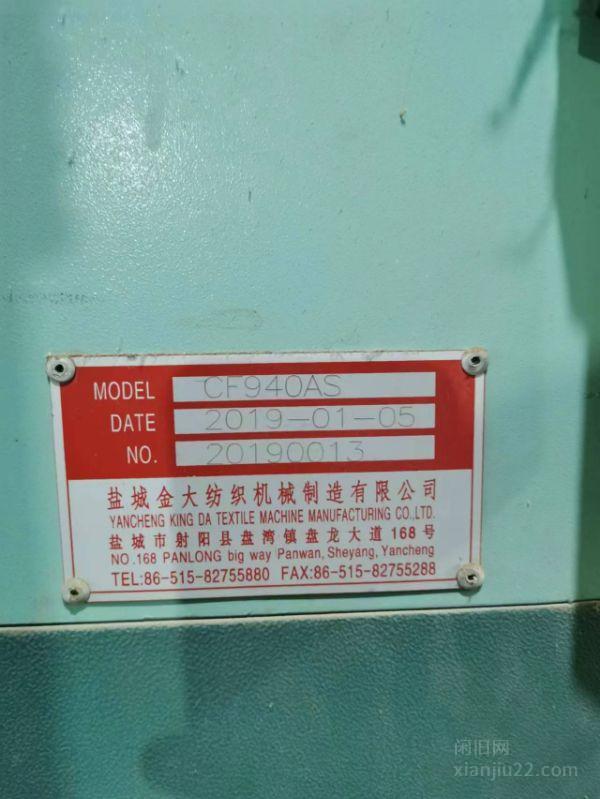 MODEL CF940AS
DATE 2019-01-05
NO. 20190013
盐城金大纺织机械制造有限公司
YANCHENG KING DA TEXTILE MACHINE MANUFACTURING CO.,LTD.
盐城市射阳县盘湾镇盘龙大道168号
NO.168 PANLONG big way Panwan, Sheyang, Yancheng
TEL:86-515-82755880 FAX:86-515-82755288
闲旧网
xianjiu22.com